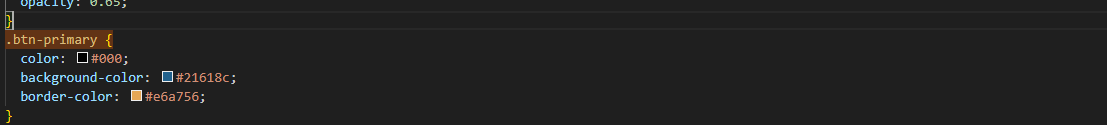 opacity: 0.65;
}
.btn-primary {
color: #000;
background-color: #21618c;
border-color: #e6a756;
}